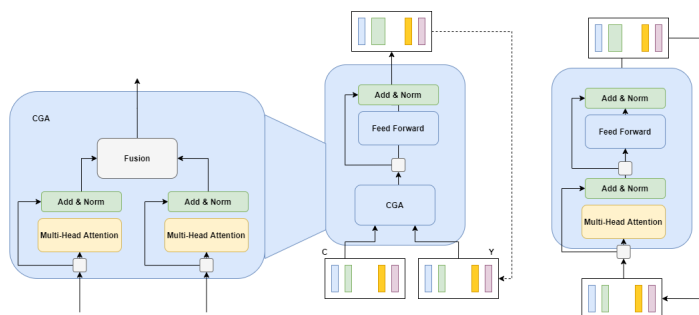 CGA
Fusion
Add & Norm
Add & Norm
Multi-Head Attention
Multi-Head Attention
Add & Norm
Feed Forward
CGA
C
Y
Add & Norm
Feed Forward
Add & Norm
Multi-Head Attention